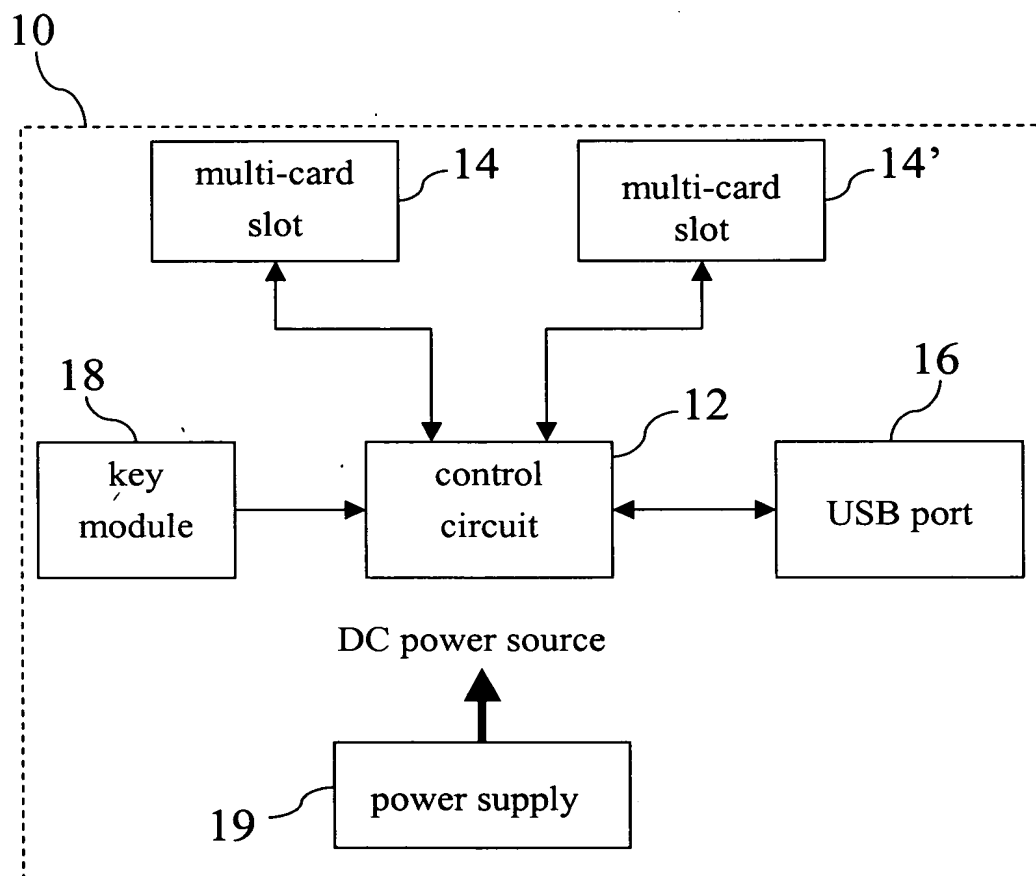 10
multi-card
slot
14
multi-card
slot
14’
18
key
module
control
circuit
12
16
USB port
DC power source
power supply
19